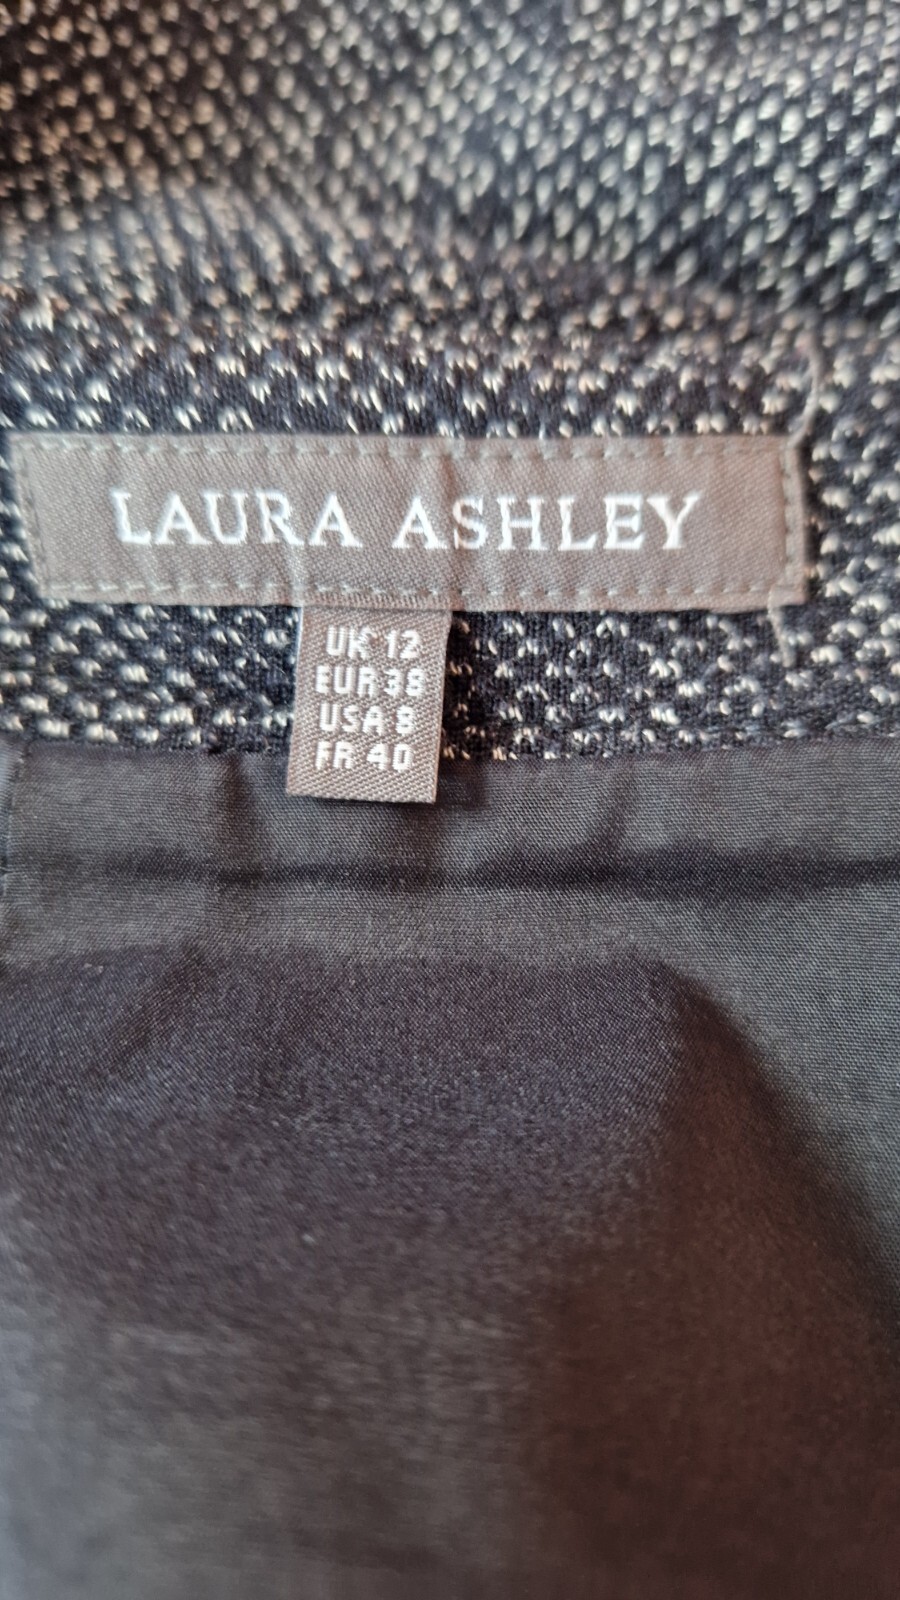 LAURA ASHLEY
UK 12
EUR 38
USA 8
FR 40